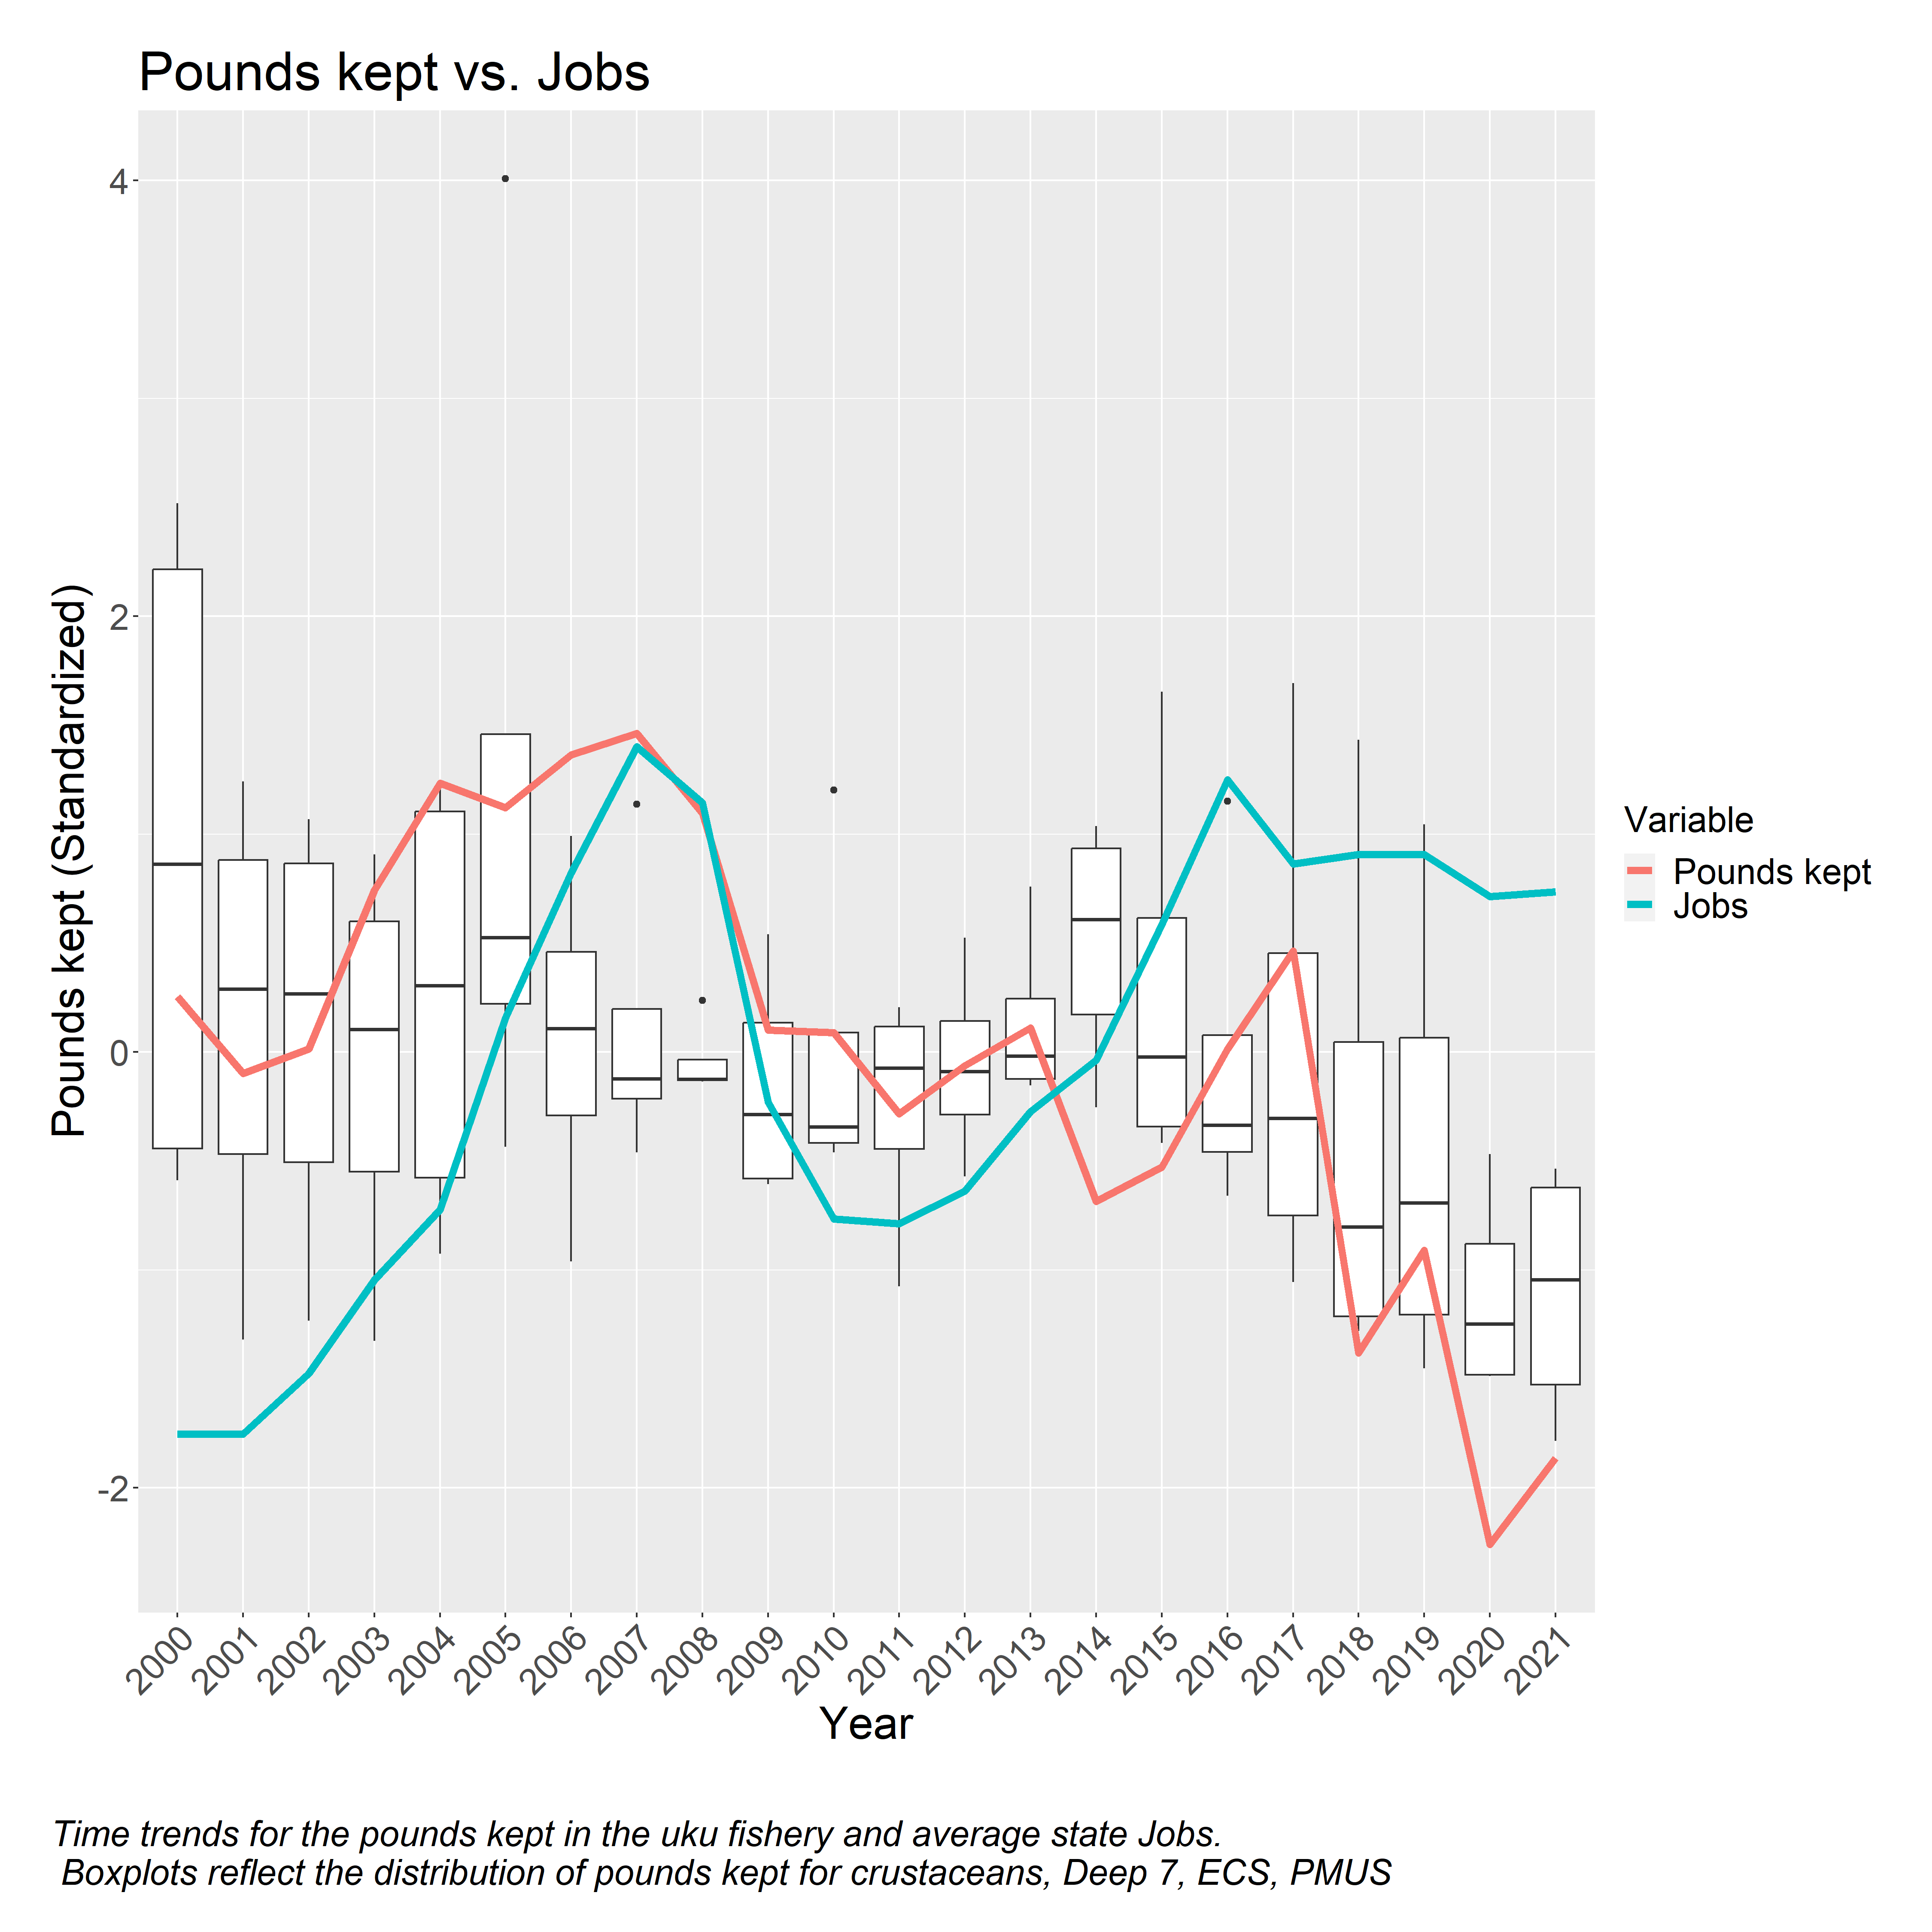 Pounds kept vs. Jobs
4
2
0
-2
Pounds kept (Standardized)
2000 2001 2002 2003 2004 2005 2006 2007 2008 2009 2010 2011 2012 2013 2014 2015 2016 2017 2018 2019 2020 2021
Year
Variable
Pounds kept
Jobs
Time trends for the pounds kept in the uku fishery and average state Jobs.
Boxplots reflect the distribution of pounds kept for crustaceans, Deep 7, ECS, PMUS